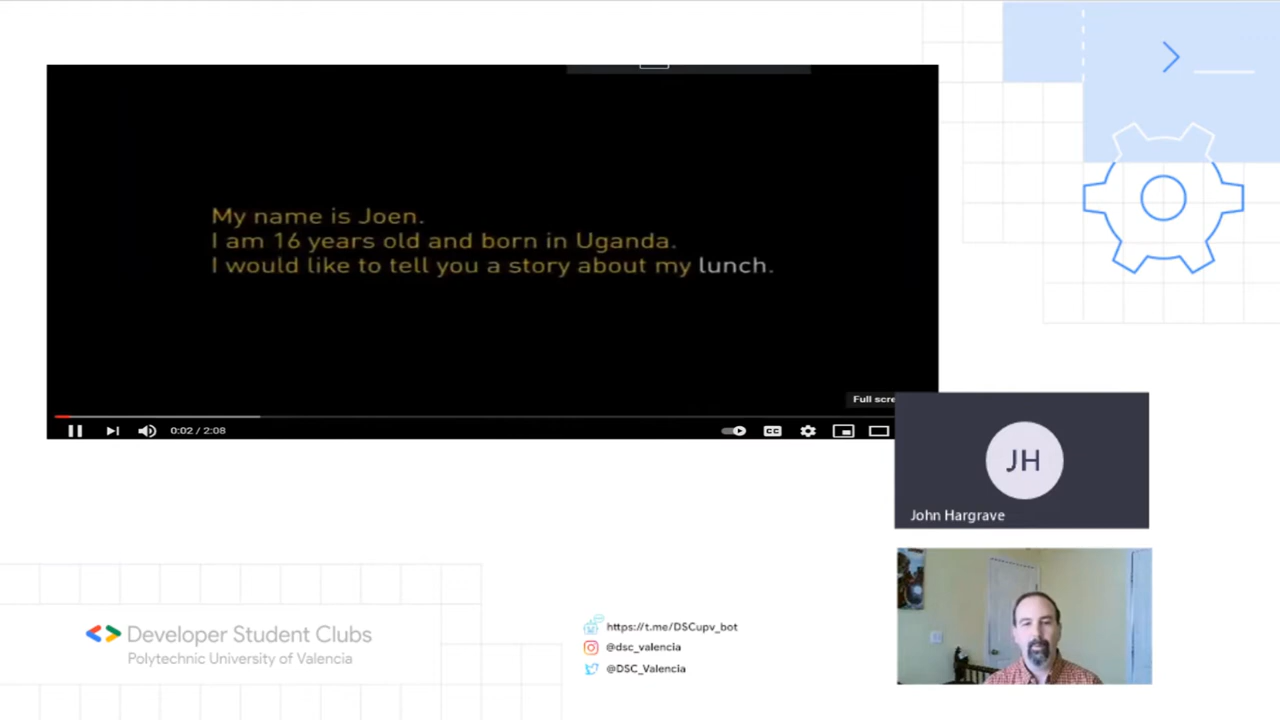 My name is Joen.
I am 16 years old and born in Uganda.
I would like to tell you a story about my lunch.
Full scre
0:02 / 2:08
CC
JH
John Hargrave
Developer Student Clubs
Polytechnic University of Valencia
https://t.me/DSCupv_bot
@dsc_valencia
@DSC_Valencia